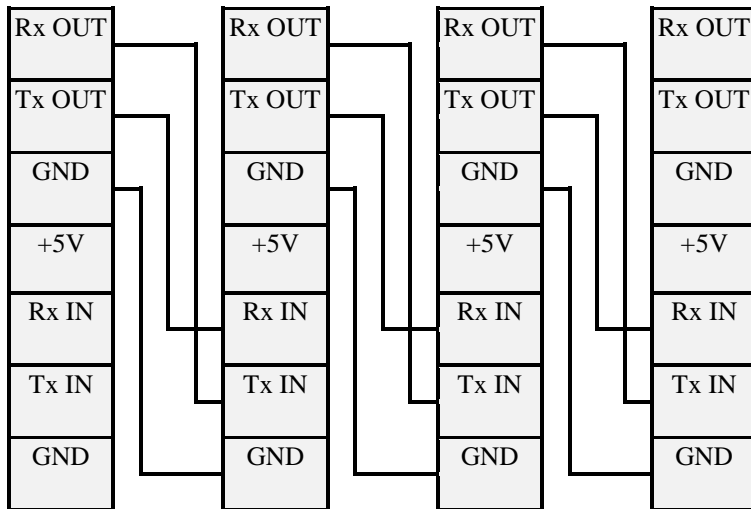 Rx OUT Rx OUT Rx OUT Rx OUT
Tx OUT Tx OUT Tx OUT Tx OUT
GND GND GND GND
+5V +5V +5V +5V
Rx IN Rx IN Rx IN Rx IN
Tx IN Tx IN Tx IN Tx IN
GND GND GND GND